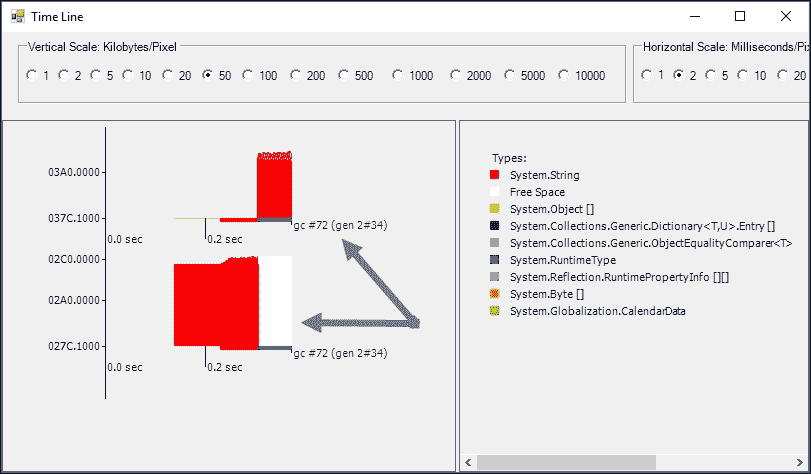 Time Line
Vertical Scale: Kilobytes/Pixel
1 2 5 10 20 50 100 200 500 1000 2000 5000 10000
Horizontal Scale: Milliseconds/Pi
1 2 5 10 20
03A0.0000
037C.1000
0.0 sec 0.2 sec gc #72 (gen 2#34)
02C0.0000
02A0.0000
027C.1000
0.0 sec 0.2 sec gc #72 (gen 2#34)
Types:
System.String
Free Space
System.Object []
System.Collections.Generic.Dictionary<T,U>.Entry []
System.Collections.Generic.ObjectEqualityComparer<T>
System.RuntimeType
System.Reflection.RuntimePropertyInfo [][]
System.Byte []
System.Globalization.CalendarData